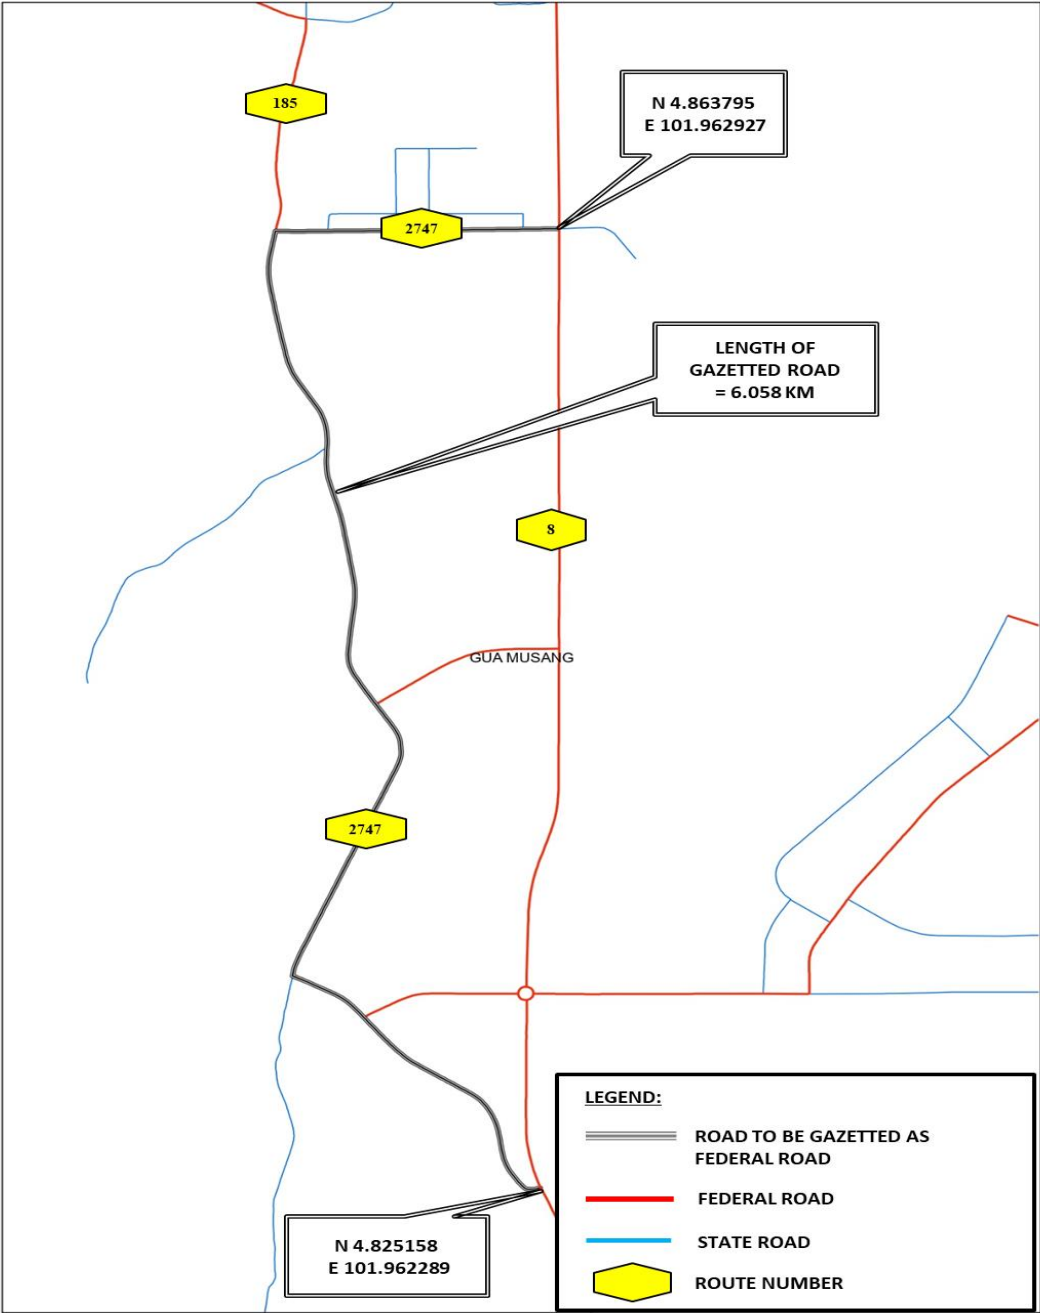 185
N 4.863795
E 101.962927
2747
LENGTH OF
GAZETTED ROAD
= 6.058 KM
8
GUA MUSANG
2747
N 4.825158
E 101.962289
LEGEND:
ROAD TO BE GAZETTED AS
FEDERAL ROAD
FEDERAL ROAD
STATE ROAD
ROUTE NUMBER